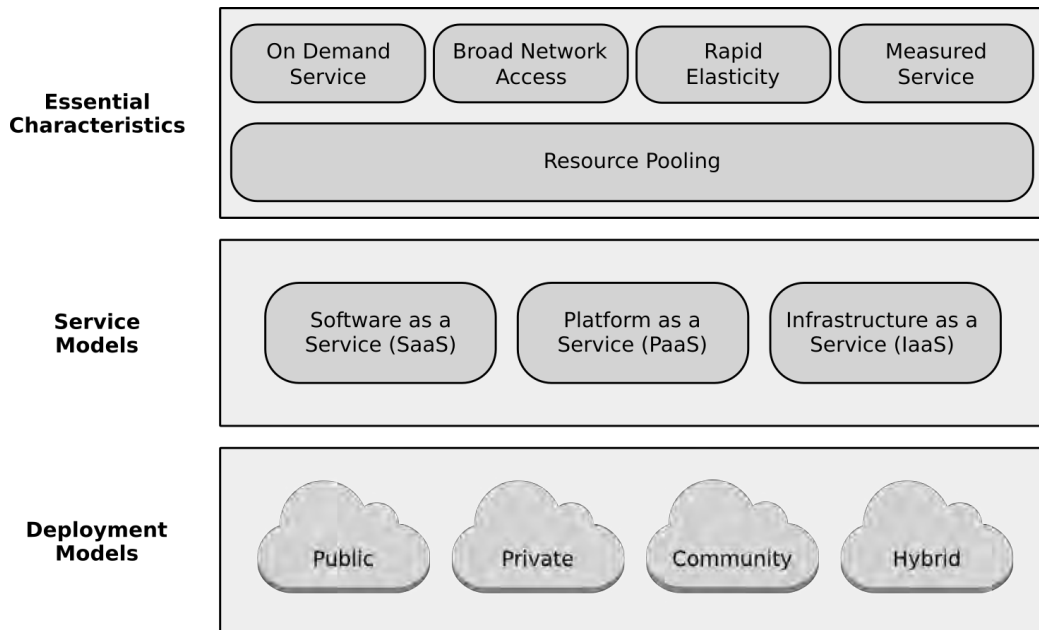 Essential
Characteristics
On Demand
Service
Broad Network
Access
Rapid
Elasticity
Measured
Service
Resource Pooling
Service
Models
Software as a
Service (SaaS)
Platform as a
Service (PaaS)
Infrastructure as a
Service (IaaS)
Deployment
Models
Public
Private
Community
Hybrid